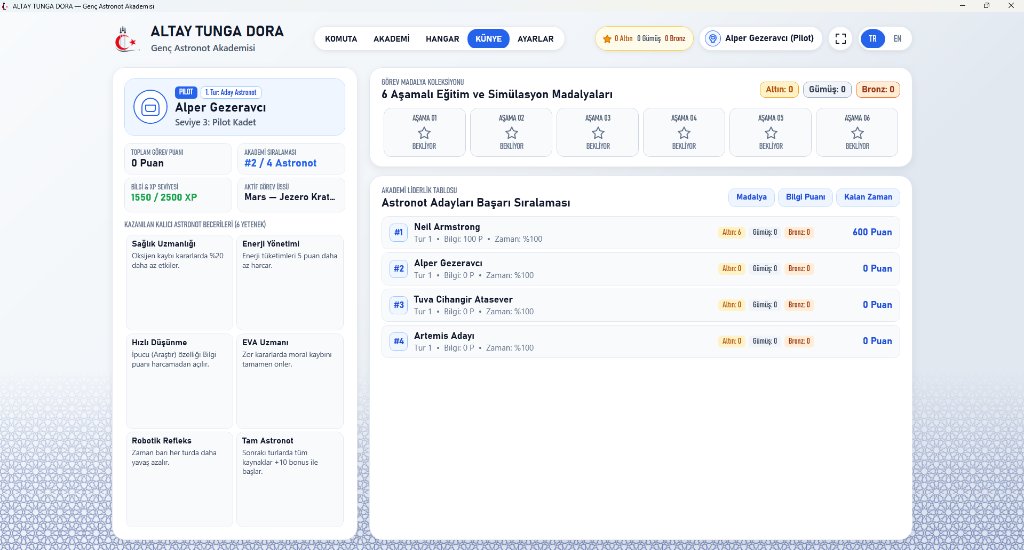 ALTAY TUNGA DORA — Genç Astronot Akademisi
ALTAY TUNGA DORA
Genç Astronot Akademisi
KOMUTA
AKADEMİ
HANGAR
KÜNYE
AYARLAR
0 Altın 0 Gümüş 0 Bronz
Alper Gezeravcı (Pilot)
TR
EN
PILOT
1. Tur: Aday Astronot
Alper Gezeravcı
Seviye 3: Pilot Kadet
TOPLAM GÖREV PUANI
0 Puan
AKADEMİ SIRALAMASI
#2 / 4 Astronot
BİLGİ & XP SEVİYESİ
1550 / 2500 XP
AKTİF GÖREV ÜSSÜ
Mars — Jezero Krat...
KAZANILAN KALICI ASTRONOT BECERİLERİ (6 YETENEK)
Sağlık Uzmanlığı
Oksijen kaybı kararlarda %20
daha az etkiler.
Enerji Yönetimi
Enerji tüketimleri 5 puan daha
az harcar.
Hızlı Düşünme
İpucu (Araştır) özelliği Bilgi
puanı harcamadan açılır.
EVA Uzmanı
Zor kararlarda moral kaybını
tamamen önler.
Robotik Refleks
Zaman barı her turda daha
yavaş azalır.
Tam Astronot
Sonraki turlarda tüm
kaynaklar +10 bonus ile
başlar.
GÖREV MADALYA KOLEKSİYONU
6 Aşamalı Eğitim ve Simülasyon Madalyaları
Altın: 0
Gümüş: 0
Bronz: 0
AŞAMA 01
BEKLİYOR
AŞAMA 02
BEKLİYOR
AŞAMA 03
BEKLİYOR
AŞAMA 04
BEKLİYOR
AŞAMA 05
BEKLİYOR
AŞAMA 06
BEKLİYOR
AKADEMİ LİDERLİK TABLOSU
Astronot Adayları Başarı Sıralaması
Madalya
Bilgi Puanı
Kalan Zaman
#1
Neil Armstrong
Tur 1 • Bilgi: 100 P • Zaman: %100
Altın: 6
Gümüş: 0
Bronz: 0
600 Puan
#2
Alper Gezeravcı
Tur 1 • Bilgi: 0 P • Zaman: %100
Altın: 0
Gümüş: 0
Bronz: 0
0 Puan
#3
Tuva Cihangir Atasever
Tur 1 • Bilgi: 0 P • Zaman: %100
Altın: 0
Gümüş: 0
Bronz: 0
0 Puan
#4
Artemis Adayı
Tur 1 • Bilgi: 0 P • Zaman: %100
Altın: 0
Gümüş: 0
Bronz: 0
0 Puan